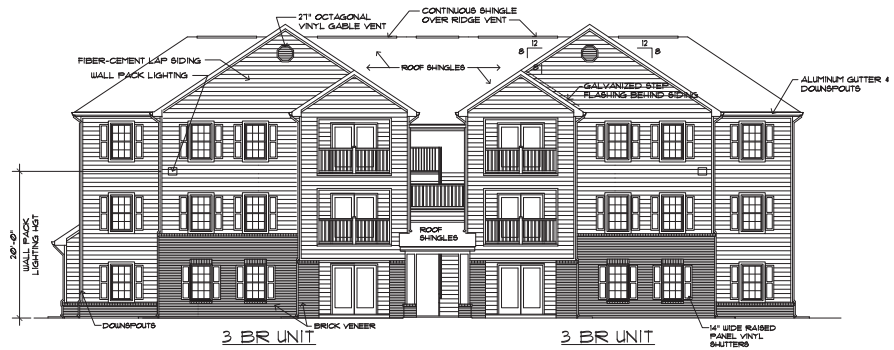 27" OCTAGONAL
VINYL GABLE VENT
CONTINUOUS SHINGLE
OVER RIDGE VENT
12
8
12
8
FIBER-CEMENT LAP SIDING
WALL PACK LIGHTING
ROOF SHINGLES
8
GALVANIZED STEP
FLASHING BEHIND SIDING
ALUMINUM GUTTER &
DOWNSPOUTS
20'-0"
WALL PACK
LIGHTING HGT
ROOF
SHINGLES
DOWNSPOUTS
BRICK VENEER
3 BR UNIT
3 BR UNIT
14" WIDE RAISED
PANEL VINYL
SHUTTERS